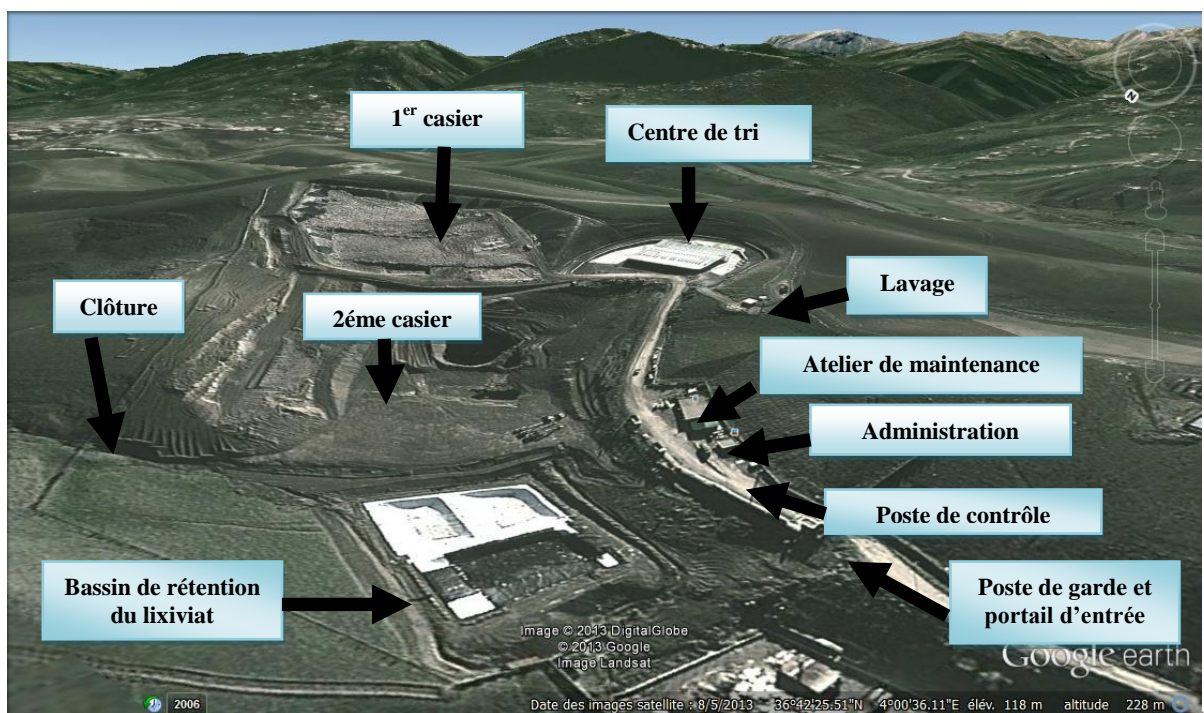 1er casier
Centre de tri
N
Lavage
Clôture
2éme casier
Atelier de maintenance
Administration
Poste de contrôle
Bassin de rétention
du lixiviat
Poste de garde et
portail d’entrée
Image © 2013 DigitalGlobe
© 2013 Google
Image Landsat
Google earth
2006
Date des images satellite : 8/5/2013 36°42'25.51"N 4°00'36.11"E élév. 118 m altitude 228 m